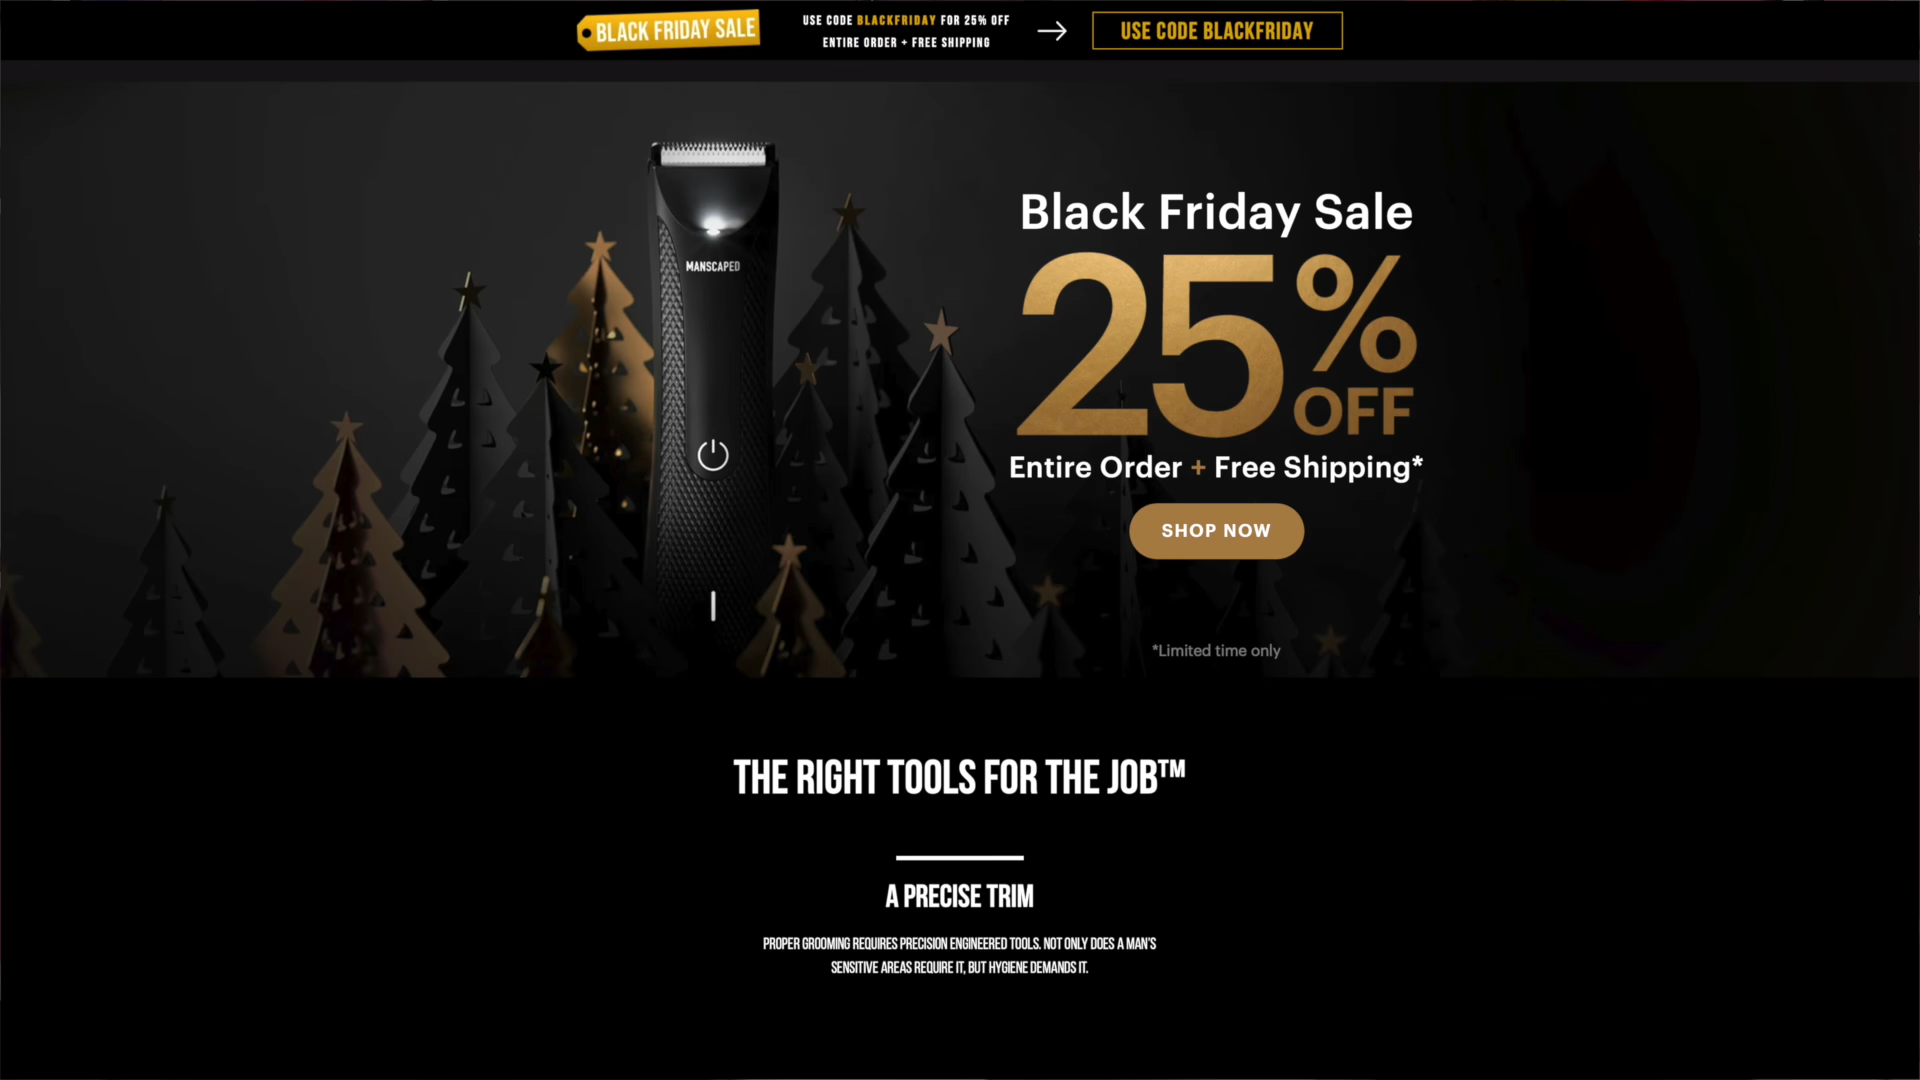 BLACK FRIDAY SALE
USE CODE BLACKFRIDAY FOR 25% OFF
ENTIRE ORDER + FREE SHIPPING
USE CODE BLACKFRIDAY
MANSCAPED
Black Friday Sale
25%
OFF
Entire Order + Free Shipping*
SHOP NOW
*Limited time only
THE RIGHT TOOLS FOR THE JOB™
A PRECISE TRIM
PROPER GROOMING REQUIRES PRECISION ENGINEERED TOOLS. NOT ONLY DOES A MAN'S
SENSITIVE AREAS REQUIRE IT, BUT HYGIENE DEMANDS IT.